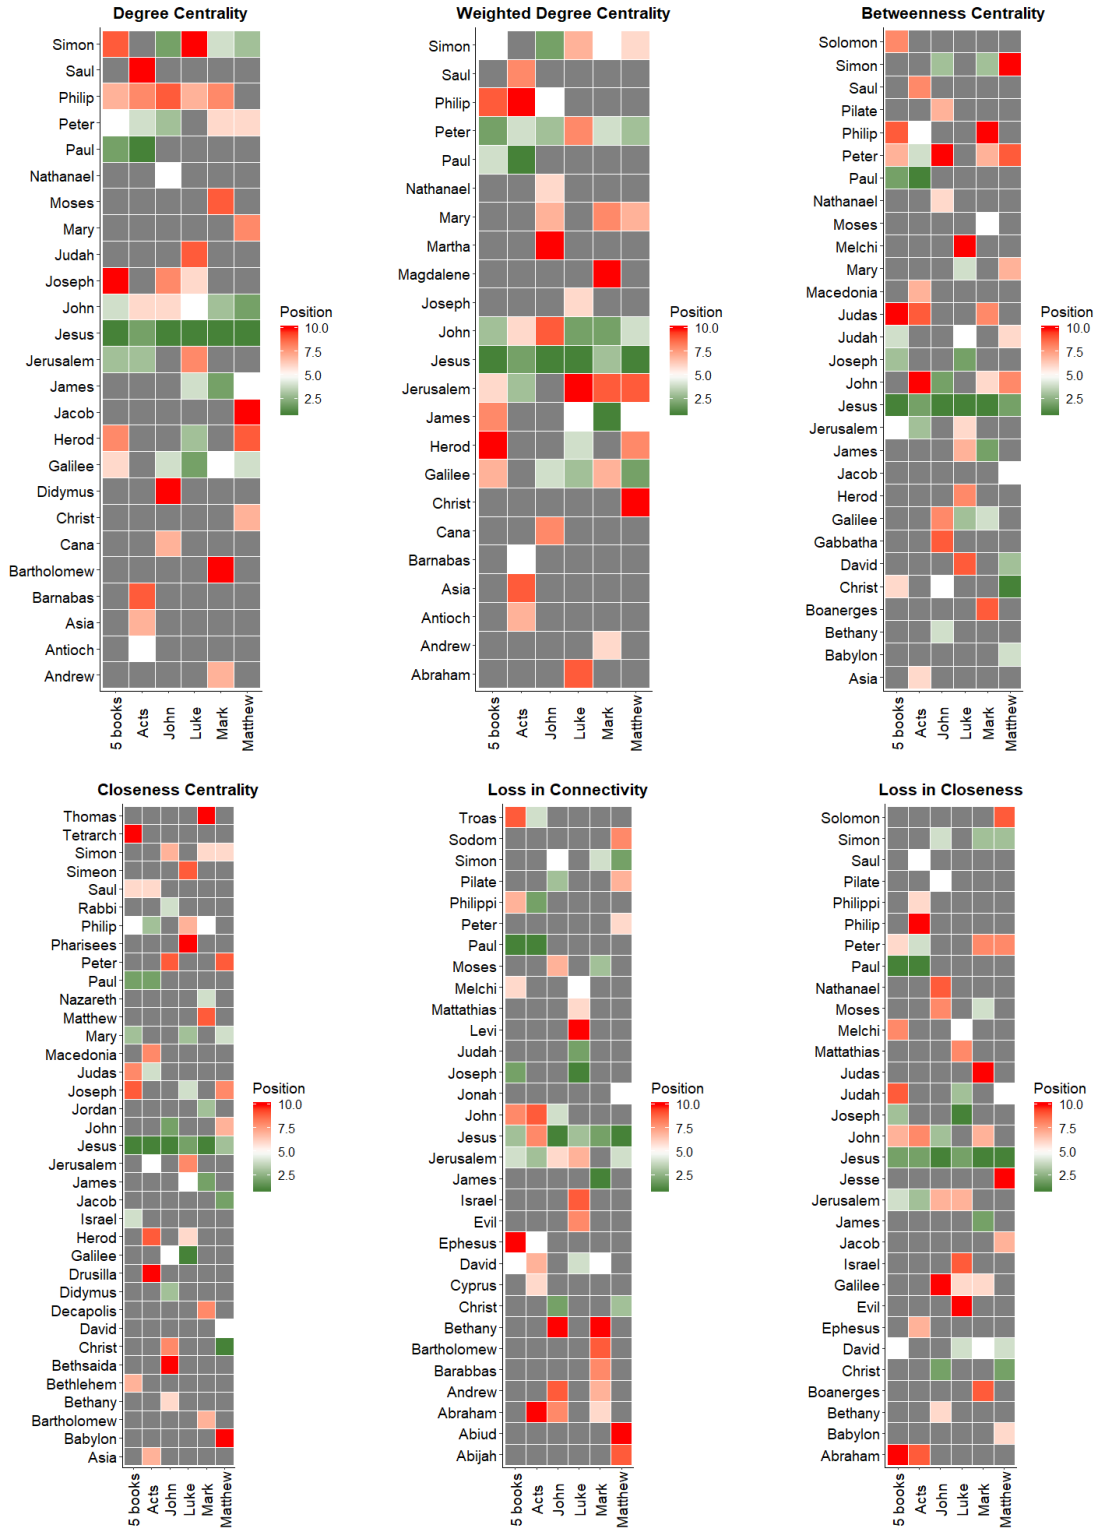 Degree Centrality
Simon
Saul
Philip
Peter
Paul
Nathanael
Moses
Mary
Judah
Joseph
John
Jesus
Jerusalem
James
Jacob
Herod
Galilee
Didymus
Christ
Cana
Bartholomew
Barnabas
Asia
Antioch
Andrew
5 books
Acts
John
Luke
Mark
Matthew
Position
10.0
7.5
5.0
2.5
Weighted Degree Centrality
Simon
Saul
Philip
Peter
Paul
Nathanael
Mary
Martha
Magdalene
Joseph
John
Jesus
Jerusalem
James
Herod
Galilee
Christ
Cana
Barnabas
Asia
Antioch
Andrew
Abraham
5 books
Acts
John
Luke
Mark
Matthew
Position
10.0
7.5
5.0
2.5
Betweenness Centrality
Solomon
Simon
Saul
Pilate
Philip
Peter
Paul
Nathanael
Moses
Melchi
Mary
Macedonia
Judas
Judah
Joseph
John
Jesus
Jerusalem
James
Jacob
Herod
Galilee
Gabbatha
David
Christ
Boanerges
Bethany
Babylon
Asia
5 books
Acts
John
Luke
Mark
Matthew
Position
10.0
7.5
5.0
2.5
Closeness Centrality
Thomas
Tetrarch
Simon
Simeon
Saul
Rabbi
Philip
Pharisees
Peter
Paul
Nazareth
Matthew
Mary
Macedonia
Judas
Joseph
Jordan
John
Jesus
Jerusalem
James
Jacob
Israel
Herod
Galilee
Drusilla
Didymus
Decapolis
David
Christ
Bethsaida
Bethlehem
Bethany
Bartholomew
Babylon
Asia
5 books
Acts
John
Luke
Mark
Matthew
Position
10.0
7.5
5.0
2.5
Loss in Connectivity
Troas
Sodom
Simon
Pilate
Philippi
Peter
Paul
Moses
Melchi
Mattathias
Levi
Judah
Joseph
Jonah
John
Jesus
Jerusalem
James
Israel
Evil
Ephesus
David
Cyprus
Christ
Bethany
Bartholomew
Barabbas
Andrew
Abraham
Abiud
Abijah
5 books
Acts
John
Luke
Mark
Matthew
Position
10.0
7.5
5.0
2.5
Loss in Closeness
Solomon
Simon
Saul
Pilate
Philippi
Philip
Peter
Paul
Nathanael
Moses
Melchi
Mattathias
Judas
Judah
Joseph
John
Jesus
Jesse
Jerusalem
James
Jacob
Israel
Galilee
Evil
Ephesus
David
Christ
Boanerges
Bethany
Babylon
Abraham
5 books
Acts
John
Luke
Mark
Matthew
Position
10.0
7.5
5.0
2.5